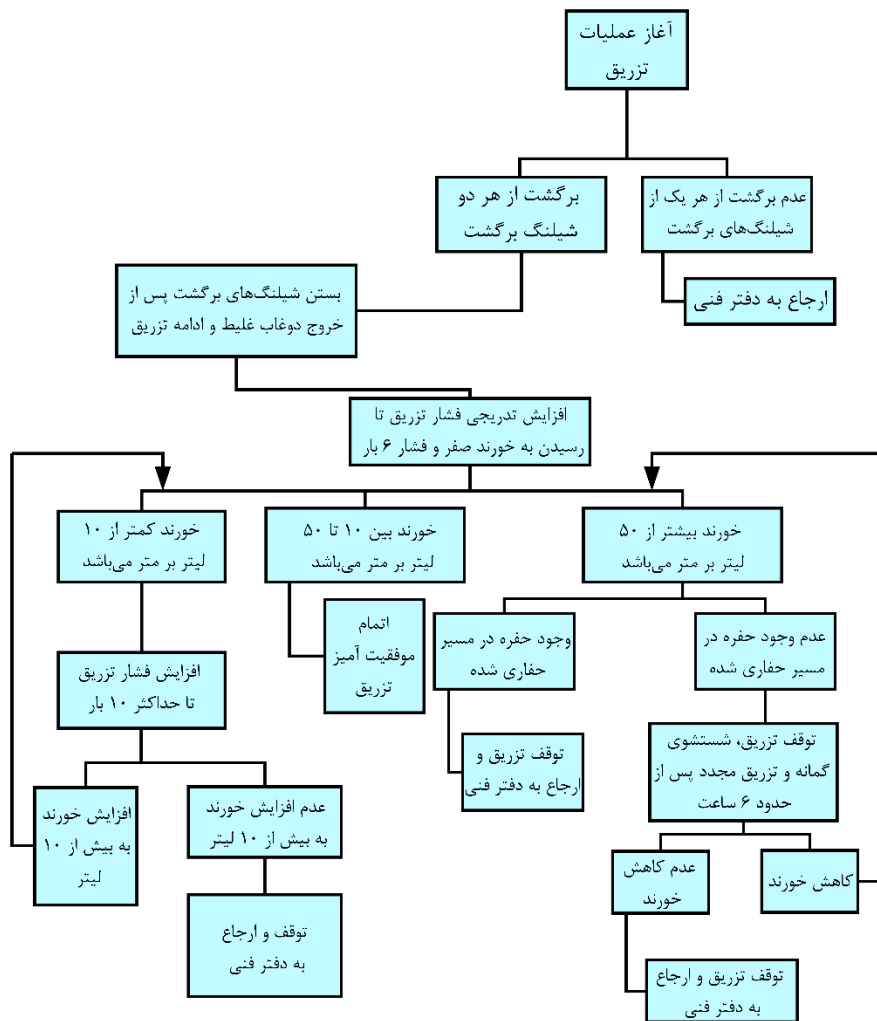 آغاز عملیات
تزریق
عدم برگشت از هر یک از
شیلنگ‌های برگشت
برگشت از هر دو
شیلنگ برگشت
ارجاع به دفتر فنی
بستن شیلنگ‌های برگشت پس از
خروج دوغاب غلیظ و ادامه تزریق
افزایش تدریجی فشار تزریق تا
رسیدن به خورند صفر و فشار ۶ بار
خورند بیشتر از ۵۰
لیتر بر متر می‌باشد
خورند بین ۱۰ تا ۵۰
لیتر بر متر می‌باشد
خورند کمتر از ۱۰
لیتر بر متر می‌باشد
عدم وجود حفره در
مسیر حفاری شده
وجود حفره در مسیر
حفاری شده
اتمام
موفقیت آمیز
تزریق
افزایش فشار تزریق
تا حداکثر ۱۰ بار
توقف تزریق، شستشوی
گمانه و تزریق مجدد پس از
حدود ۶ ساعت
توقف تزریق و
ارجاع به دفتر فنی
عدم افزایش خورند
به بیش از ۱۰ لیتر
افزایش خورند
به بیش از ۱۰
لیتر
کاهش خورند
عدم کاهش
خورند
توقف و ارجاع
به دفتر فنی
توقف تزریق و ارجاع
به دفتر فنی